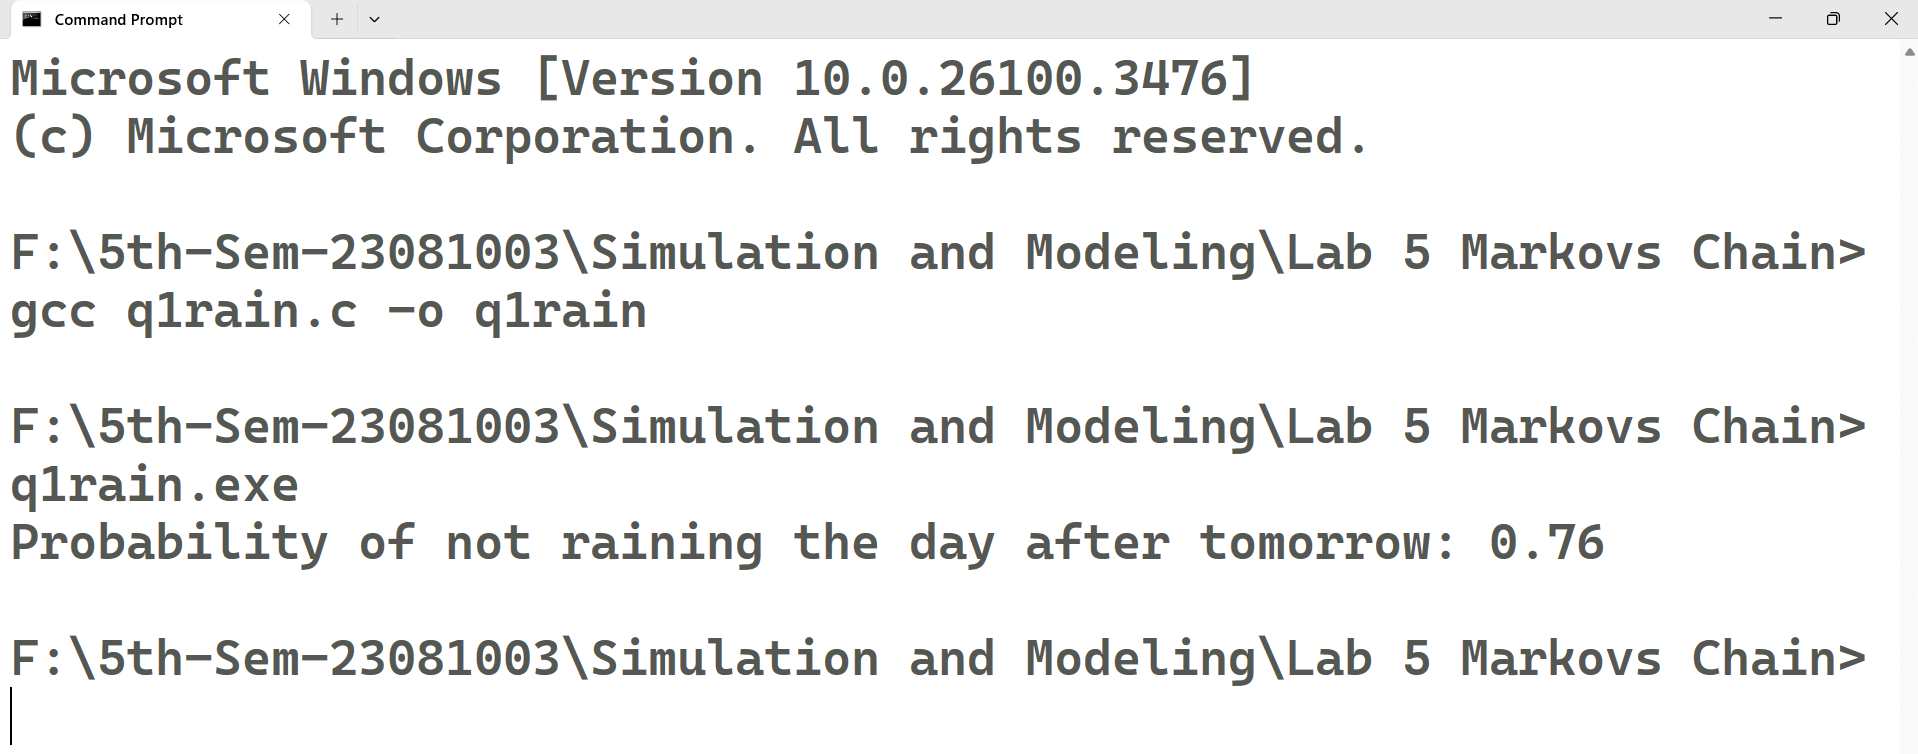 Command Prompt
Microsoft Windows [Version 10.0.26100.3476]
(c) Microsoft Corporation. All rights reserved.
F:\5th-Sem-23081003\Simulation and Modeling\Lab 5 Markovs Chain>
gcc q1rain.c -o q1rain
F:\5th-Sem-23081003\Simulation and Modeling\Lab 5 Markovs Chain>
q1rain.exe
Probability of not raining the day after tomorrow: 0.76
F:\5th-Sem-23081003\Simulation and Modeling\Lab 5 Markovs Chain>